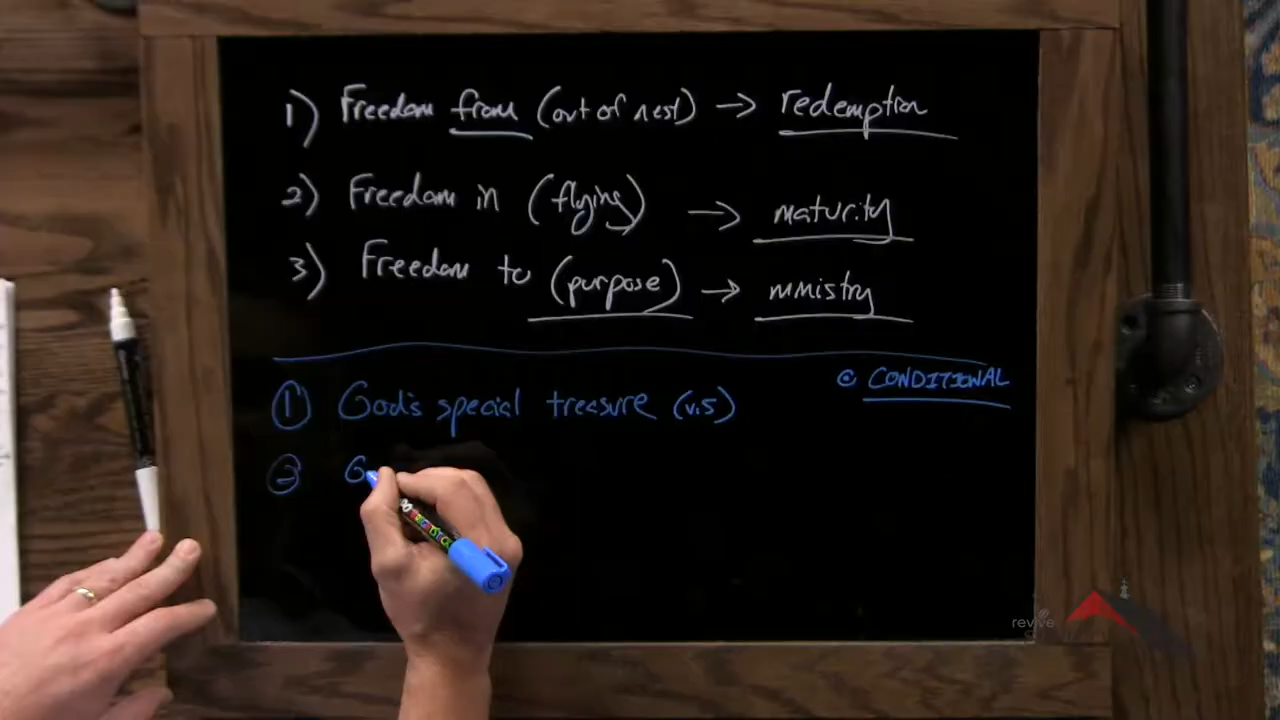 1) Freedom from (out of nest) → redemption
2) Freedom in (flying) → maturity
3) Freedom to (purpose) → ministry
⊙ CONDITIONAL
① God's special treasure (v.5)
② G
revive